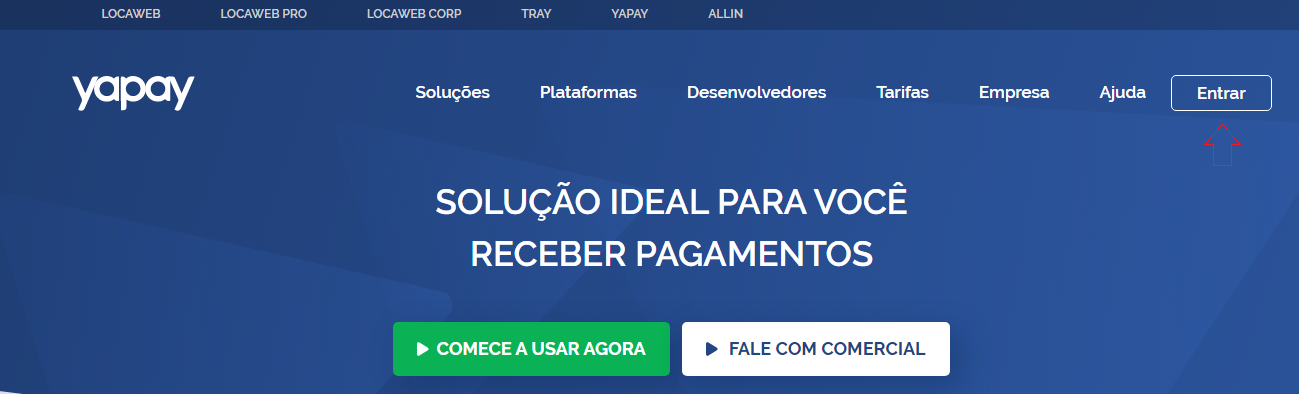 LOCAWEB LOCAWEB PRO LOCAWEB CORP TRAY YAPAY ALLIN
yapay Soluções Plataformas Desenvolvedores Tarifas Empresa Ajuda Entrar
SOLUÇÃO IDEAL PARA VOCÊ
RECEBER PAGAMENTOS
COMECE A USAR AGORA FALE COM COMERCIAL